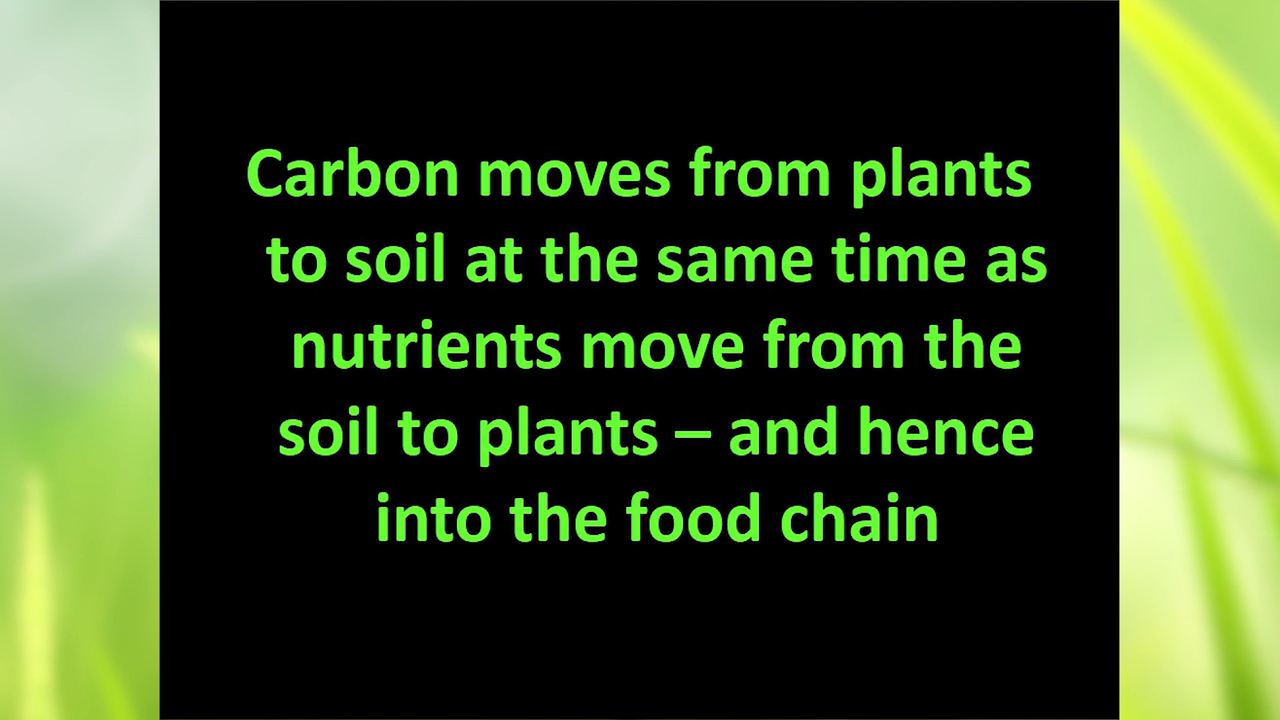 Carbon moves from plants
to soil at the same time as
nutrients move from the
soil to plants – and hence
into the food chain